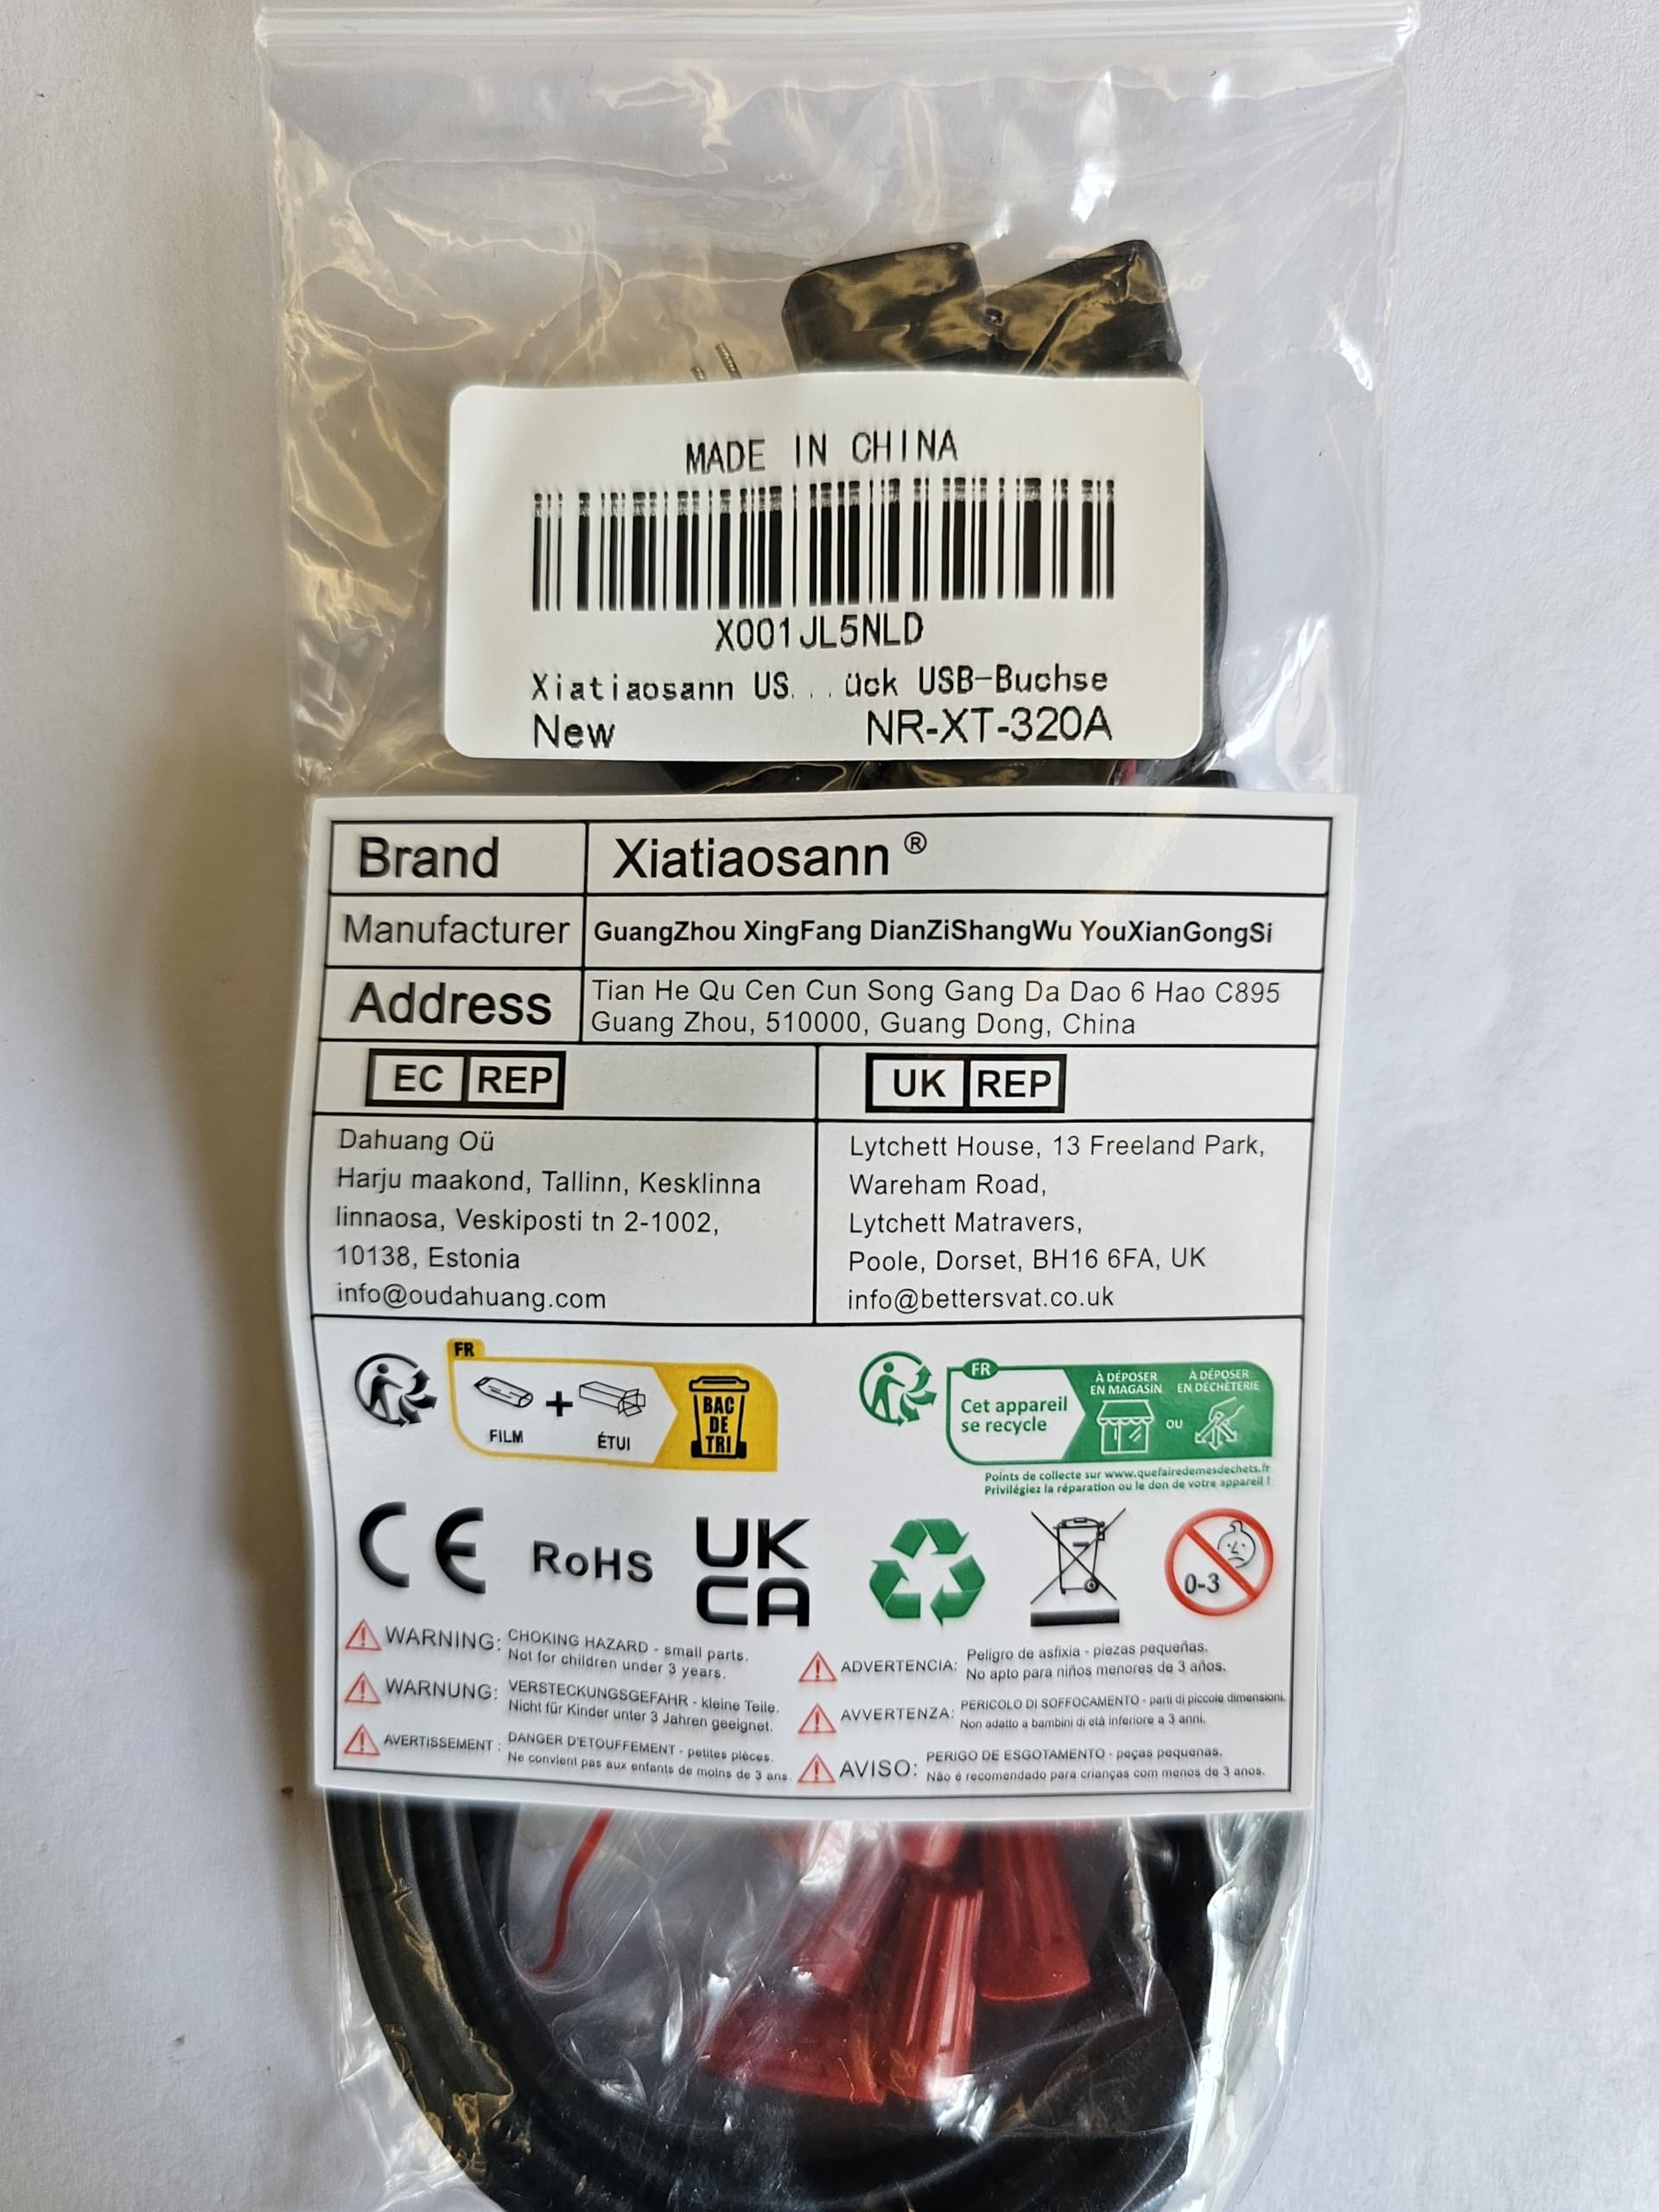 MADE IN CHINA
X001JL5NLD
Xiatiaosann US...ück USB-Buchse
New NR-XT-320A
Brand Xiatiaosann ®
Manufacturer GuangZhou XingFang DianZiShangWu YouXianGongSi
Address Tian He Qu Cen Cun Song Gang Da Dao 6 Hao C895
Guang Zhou, 510000, Guang Dong, China
EC REP
Dahuang Oü
Harju maakond, Tallinn, Kesklinna
linnaosa, Veskiposti tn 2-1002,
10138, Estonia
info@oudahuang.com
UK REP
Lytchett House, 13 Freeland Park,
Wareham Road,
Lytchett Matravers,
Poole, Dorset, BH16 6FA, UK
info@bettersvat.co.uk
FR
FILM + ÉTUI
BAC
DE
TRI
FR
Cet appareil
se recycle
À DÉPOSER
EN MAGASIN
OU
À DÉPOSER
EN DÉCHÈTERIE
Points de collecte sur www.quefairedemesdechets.fr
Privilégiez la réparation ou le don de votre appareil !
CE
RoHS
UK
CA
0-3
WARNING: CHOKING HAZARD - small parts.
Not for children under 3 years.
WARNUNG: VERSTECKUNGSGEFAHR - kleine Teile.
Nicht für Kinder unter 3 Jahren geeignet.
AVERTISSEMENT : DANGER D'ETOUFFEMENT - petites pièces.
Ne convient pas aux enfants de moins de 3 ans.
ADVERTENCIA: Peligro de asfixia - piezas pequeñas.
No apto para niños menores de 3 años.
AVVERTENZA: PERICOLO DI SOFFOCAMENTO - parti di piccole dimensioni.
Non adatto a bambini di età inferiore a 3 anni.
AVISO: PERIGO DE ESGOTAMENTO - peças pequenas.
Não é recomendado para crianças com menos de 3 anos.